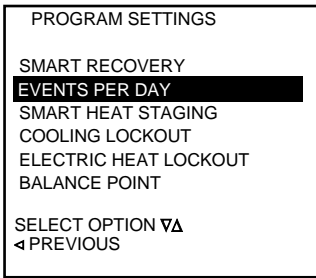 PROGRAM SETTINGS
SMART RECOVERY
EVENTS PER DAY
SMART HEAT STAGING
COOLING LOCKOUT
ELECTRIC HEAT LOCKOUT
BALANCE POINT
SELECT OPTION ∇Δ
◃ PREVIOUS